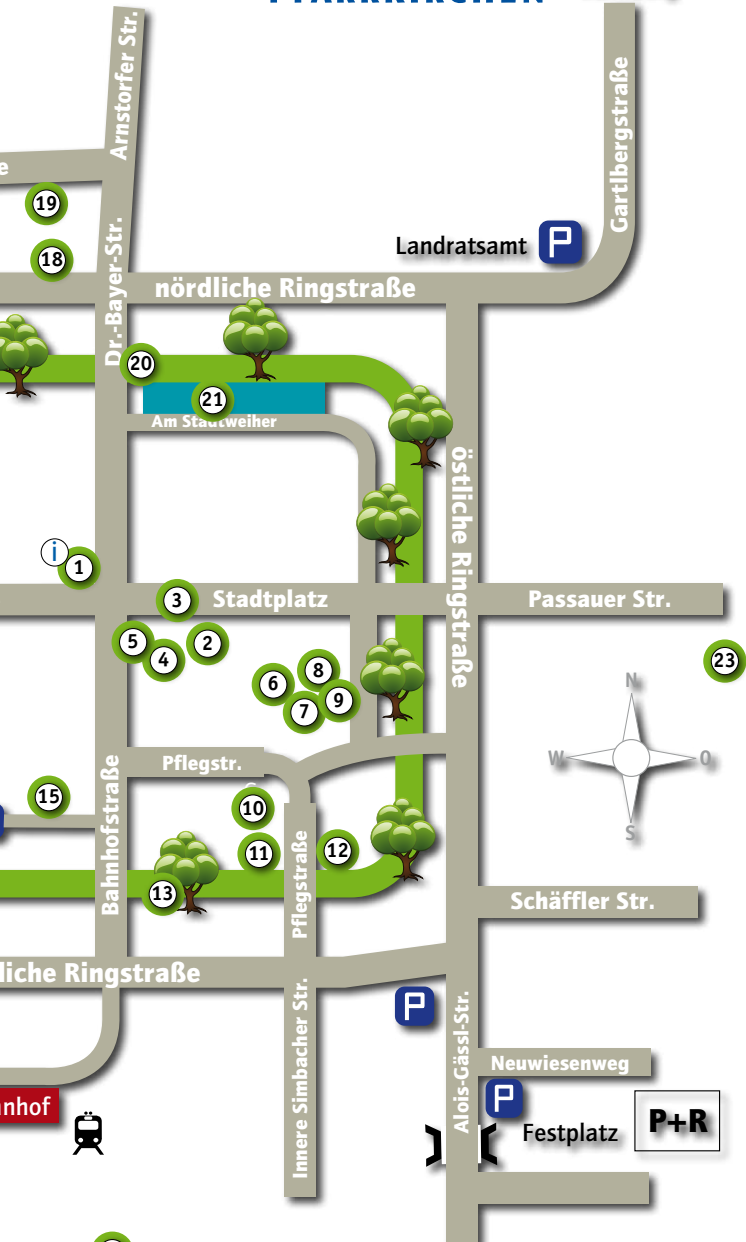 Arnstorfer Str.
Gartlbergstraße
e
19
Landratsamt
P
18
Dr.-Bayer-Str.
nördliche Ringstraße
20
21
Am Stadtweiher
östliche Ringstraße
i
1
3
Stadtplatz
Passauer Str.
5
4
2
6
8
7
9
23
N
W
O
S
Pflegstr.
Bahnhofstraße
15
10
11
12
13
Pflegstraße
Schäffler Str.
liche Ringstraße
P
Innere Simbacher Str.
Alois-Gässl-Str.
Neuwiesenweg
P
nhof
Festplatz
P+R